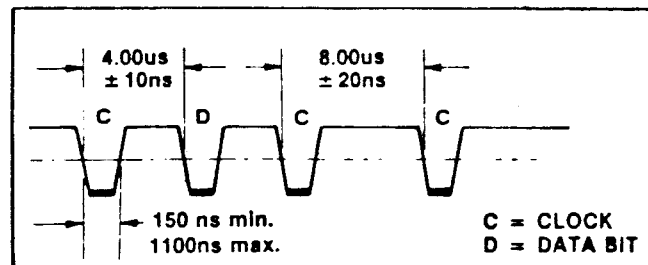 4.00us 8.00us
± 10ns ± 20ns
C D C C
150 ns min.
1100ns max.
C = CLOCK
D = DATA BIT